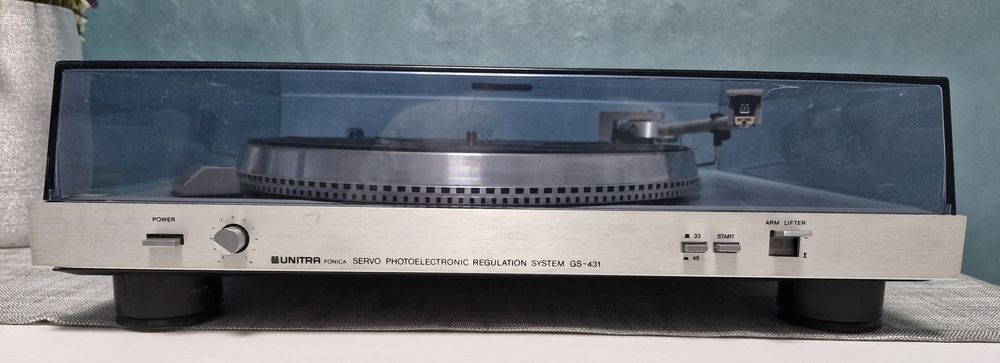 POWER
UNITRA FONICA SERVO PHOTOELECTRONIC REGULATION SYSTEM GS-431
33
45
START
ARM LIFTER